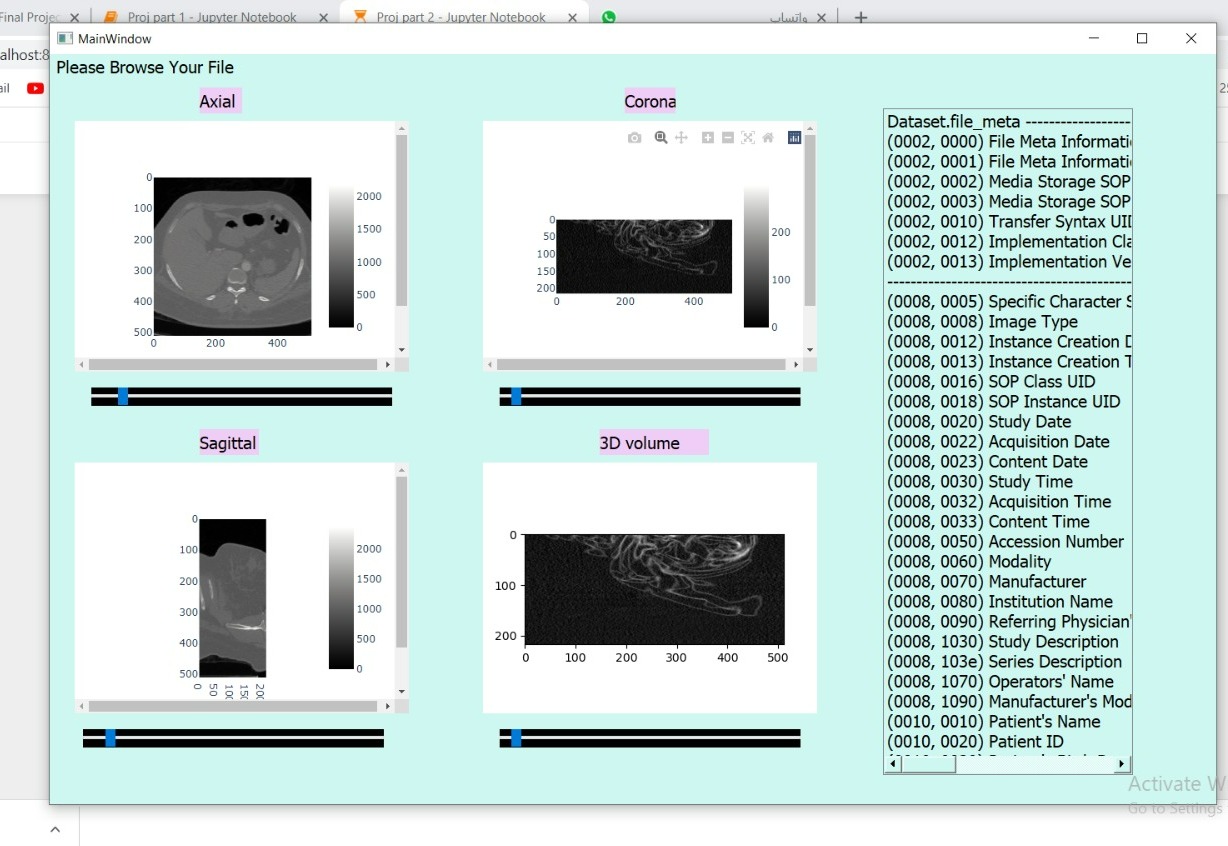 Final Proje
Proj part 1 - Jupyter Notebook
Proj part 2 - Jupyter Notebook
واتساب
MainWindow
alhost:8
Please Browse Your File
ail
Axial
Corona
0
100
200
300
400
500
0 200 400
2000
1500
1000
500
0
0
50
100
150
200
0 200 400
200
100
0
Sagittal
3D volume
0
100
200
300
400
500
0 50
2000
1500
1000
500
0
0
100
200
0 100 200 300 400 500
Dataset.file_meta ------------------
(0002, 0000) File Meta Informati
(0002, 0001) File Meta Informati
(0002, 0002) Media Storage SOP
(0002, 0003) Media Storage SOP
(0002, 0010) Transfer Syntax UI
(0002, 0012) Implementation Cla
(0002, 0013) Implementation Ve
-----------------------------------------
(0008, 0005) Specific Character S
(0008, 0008) Image Type
(0008, 0012) Instance Creation D
(0008, 0013) Instance Creation T
(0008, 0016) SOP Class UID
(0008, 0018) SOP Instance UID
(0008, 0020) Study Date
(0008, 0022) Acquisition Date
(0008, 0023) Content Date
(0008, 0030) Study Time
(0008, 0032) Acquisition Time
(0008, 0033) Content Time
(0008, 0050) Accession Number
(0008, 0060) Modality
(0008, 0070) Manufacturer
(0008, 0080) Institution Name
(0008, 0090) Referring Physician'
(0008, 1030) Study Description
(0008, 103e) Series Description
(0008, 1070) Operators' Name
(0008, 1090) Manufacturer's Mod
(0010, 0010) Patient's Name
(0010, 0020) Patient ID
Activate W
Go to Settings